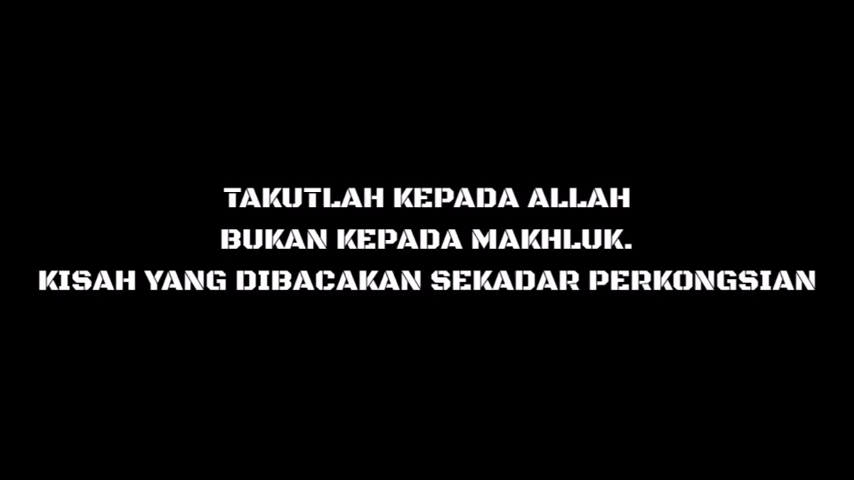 TAKUTLAH KEPADA ALLAH
BUKAN KEPADA MAKHLUK.
KISAH YANG DIBACAKAN SEKADAR PERKONGSIAN